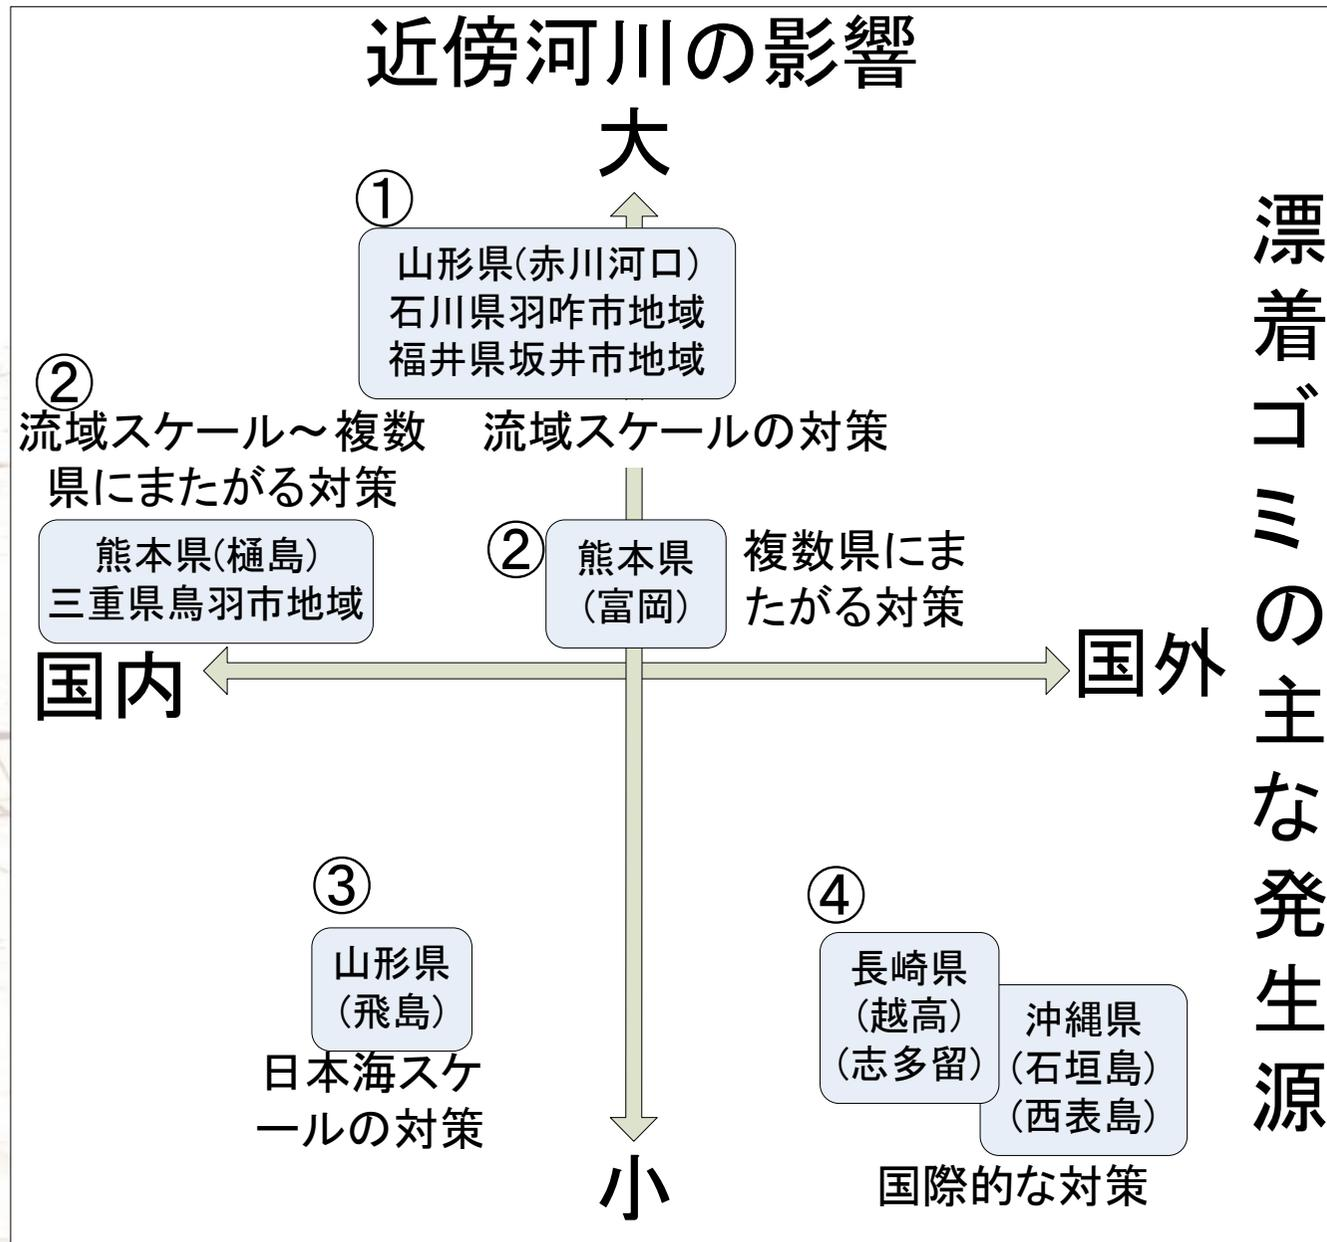 近傍河川の影響
大
①
山形県(赤川河口)
石川県羽咋市地域
福井県坂井市地域
流域スケールの対策
②
流域スケール～複数
県にまたがる対策
熊本県(樋島)
三重県鳥羽市地域
②
熊本県
(富岡)
複数県にま
たがる対策
国内
国外
漂着ゴミの主な発生源
③
山形県
(飛島)
日本海スケ
ールの対策
④
長崎県
(越高)
(志多留)
沖縄県
(石垣島)
(西表島)
国際的な対策
小